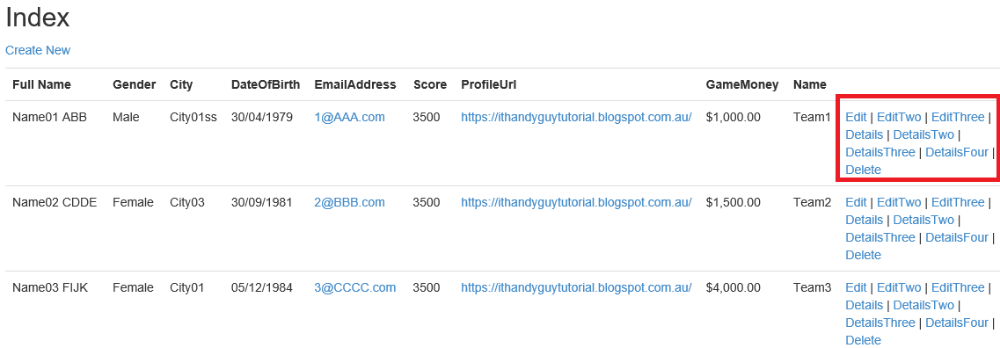 Index
Create New
Full Name Gender City DateOfBirth EmailAddress Score ProfileUrl GameMoney Name
Name01 ABB Male City01ss 30/04/1979 1@AAA.com 3500 https://ithandyguytutorial.blogspot.com.au/ $1,000.00 Team1 Edit | EditTwo | EditThree |
Details | DetailsTwo |
DetailsThree | DetailsFour |
Delete
Name02 CDDE Female City03 30/09/1981 2@BBB.com 3500 https://ithandyguytutorial.blogspot.com.au/ $1,500.00 Team2 Edit | EditTwo | EditThree |
Details | DetailsTwo |
DetailsThree | DetailsFour |
Delete
Name03 FIJK Female City01 05/12/1984 3@CCCC.com 3500 https://ithandyguytutorial.blogspot.com.au/ $4,000.00 Team3 Edit | EditTwo | EditThree |
Details | DetailsTwo |
DetailsThree | DetailsFour |
Delete